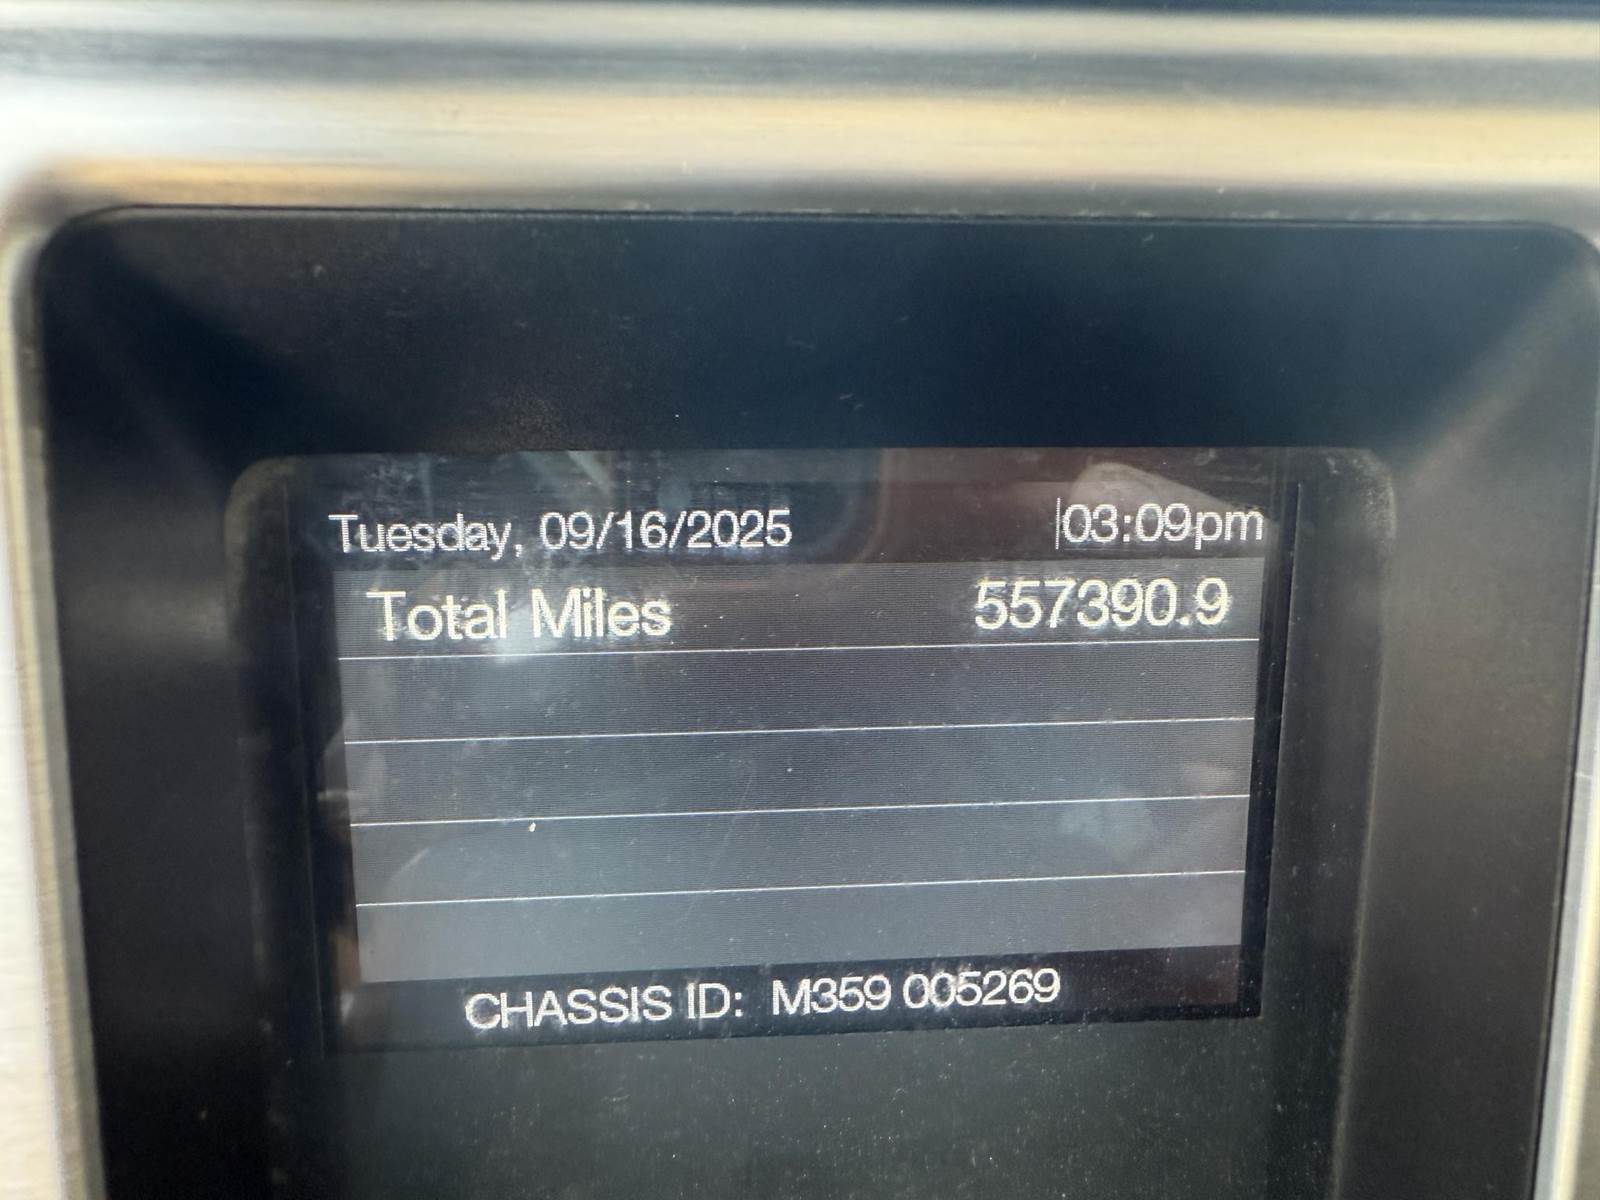 Tuesday, 09/16/2025 03:09pm
Total Miles 557390.9
CHASSIS ID: M359 005269